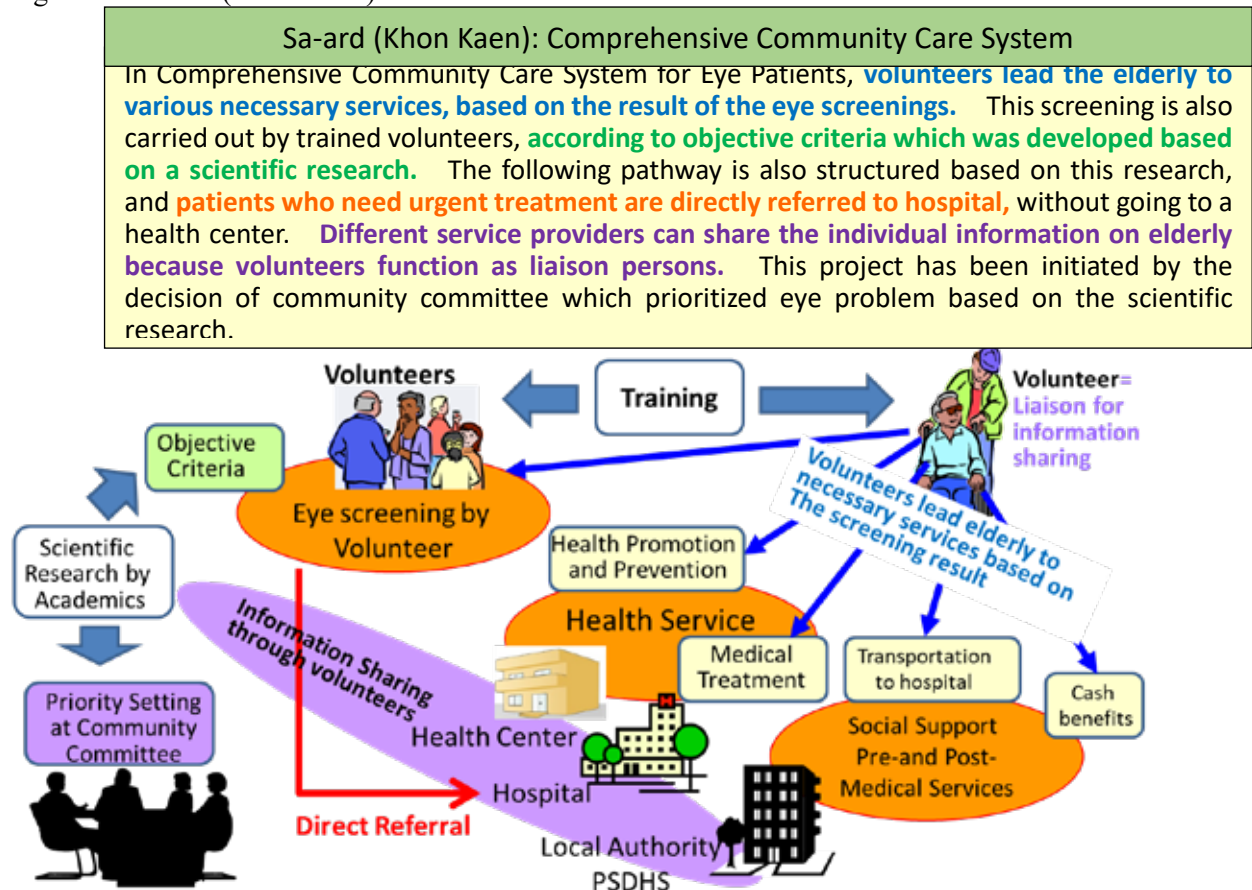 Sa-ard (Khon Kaen): Comprehensive Community Care System
In Comprehensive Community Care System for Eye Patients, volunteers lead the elderly to
various necessary services, based on the result of the eye screenings. This screening is also
carried out by trained volunteers, according to objective criteria which was developed based
on a scientific research. The following pathway is also structured based on this research,
and patients who need urgent treatment are directly referred to hospital, without going to a
health center. Different service providers can share the individual information on elderly
because volunteers function as liaison persons. This project has been initiated by the
decision of community committee which prioritized eye problem based on the scientific
research.
Volunteers
Training
Volunteer=
Liaison for
information
sharing
Objective
Criteria
Eye screening by
Volunteer
Volunteers lead elderly to
necessary services based on
The screening result
Scientific
Research by
Academics
Health Promotion
and Prevention
Health Service
Medical
Treatment
Transportation
to hospital
Cash
benefits
Information Sharing
through volunteers
Priority Setting
at Community
Committee
Health Center
H
Social Support
Pre-and Post-
Medical Services
Hospital
Direct Referral
Local Authority
PSDHS